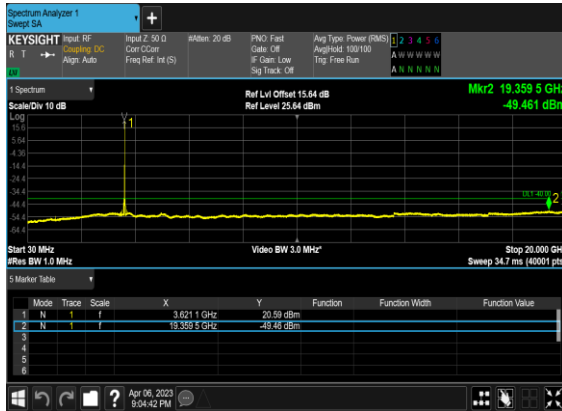 Spectrum Analyzer 1
Swept SA
KEYSIGHT Input: RF Input Z: 50 Ω #Atten: 20 dB PNO: Fast Avg Type: Power (RMS) 1 2 3 4 5 6
R T Coupling: DC Corr CCorr Gate: Off Avg|Hold: 100/100 A W W W W W
Align: Auto Freq Ref: Int (S) IF Gain: Low Trig: Free Run
Sig Track: Off A N N N N N
1 Spectrum Ref Lvl Offset 15.64 dB Mkr2 19.359 5 GHz
Scale/Div 10 dB Ref Level 25.64 dBm -49.461 dBm
Log
15.6
1
5.64
-4.36
-14.4
-24.4
-34.4
DL1 -40.00
2
-44.4
-54.4
-64.4
Start 30 MHz Video BW 3.0 MHz* Stop 20.000 GHz
#Res BW 1.0 MHz Sweep 34.7 ms (40001 pts)
5 Marker Table
Mode Trace Scale X Y Function Function Width Function Value
1 N 1 f 3.621 1 GHz 20.59 dBm
2 N 1 f 19.359 5 GHz -49.46 dBm
3
4
5
6
? Apr 06, 2023
9:04:42 PM